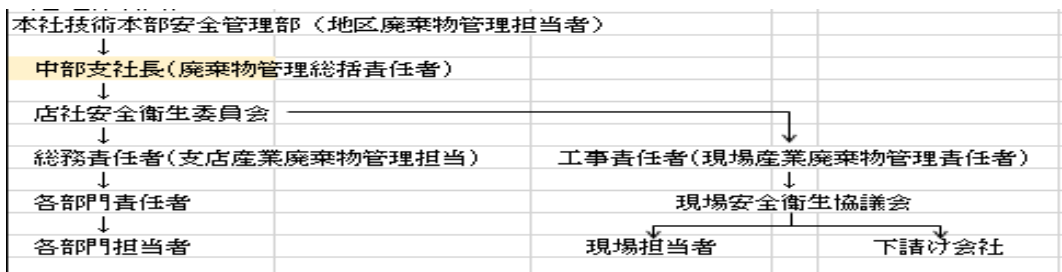 本社技術本部安全管理部（地区廃棄物管理担当者）
↓
中部支社長(廃棄物管理総括責任者)
↓
店社安全衛生委員会
↓
総務責任者(支店産業廃棄物管理担当) 工事責任者(現場産業廃棄物管理責任者)
↓ ↓
各部門責任者 現場安全衛生協議会
↓
各部門担当者 現場担当者 下請け会社